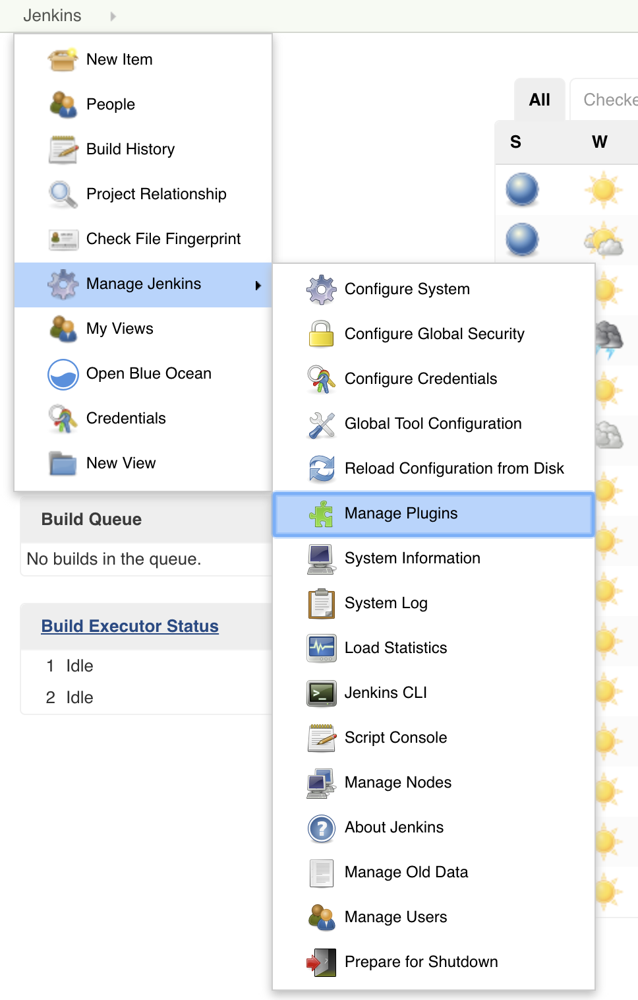 Jenkins
New Item
People
Build History
Project Relationship
Check File Fingerprint
Manage Jenkins
My Views
Open Blue Ocean
Credentials
New View
Build Queue
No builds in the queue.
Build Executor Status
1 Idle
2 Idle
All Checke
S W
Configure System
Configure Global Security
Configure Credentials
Global Tool Configuration
Reload Configuration from Disk
Manage Plugins
System Information
System Log
Load Statistics
Jenkins CLI
Script Console
Manage Nodes
About Jenkins
Manage Old Data
Manage Users
Prepare for Shutdown